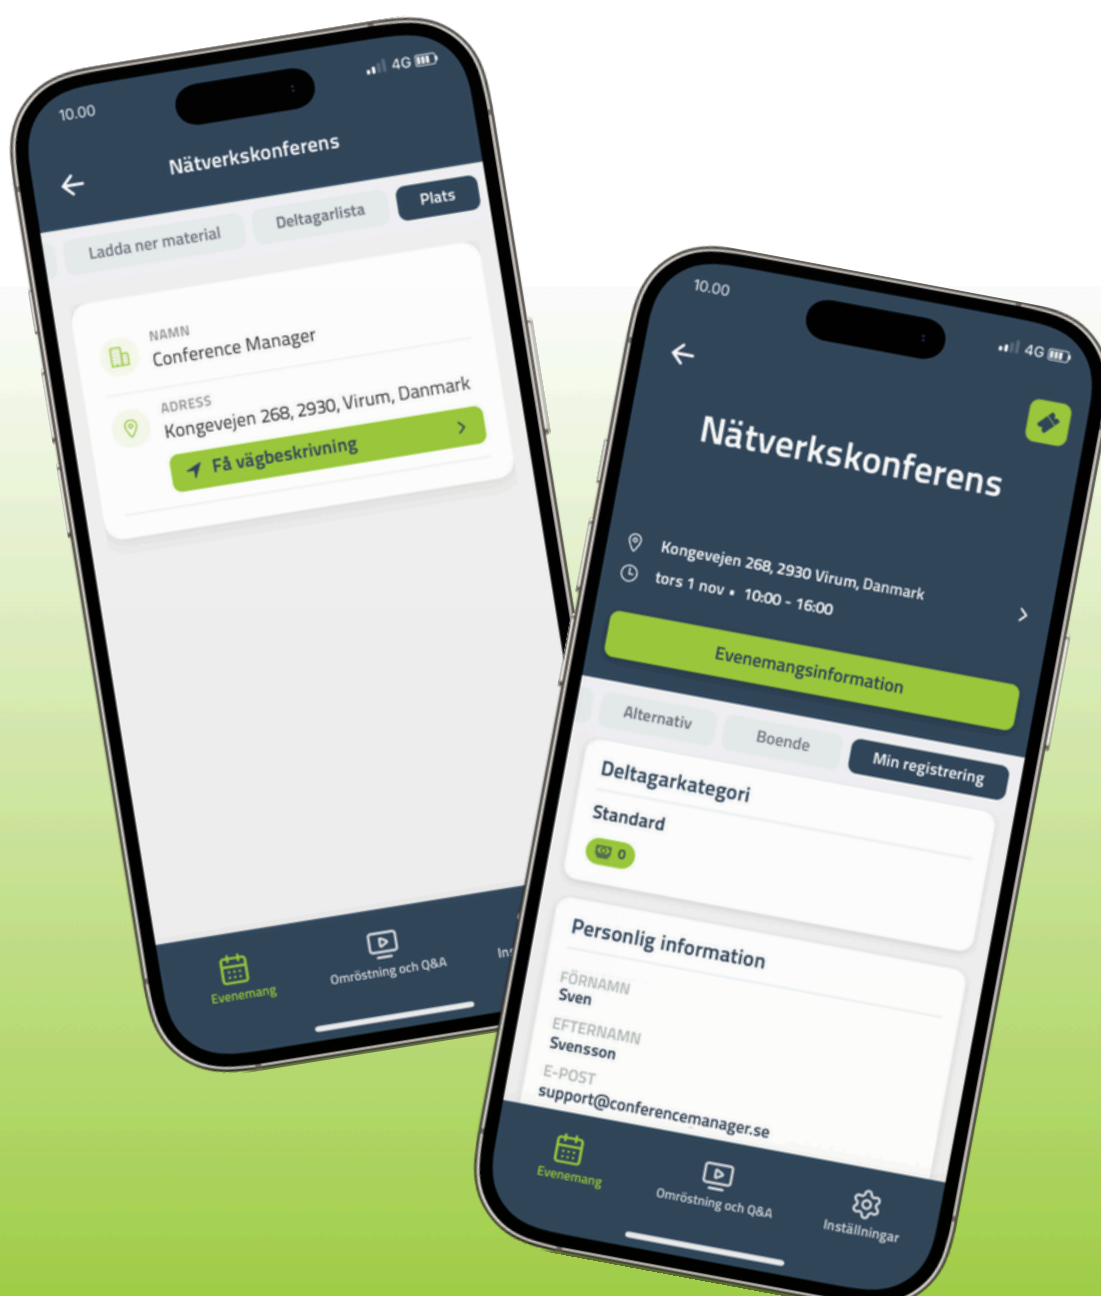 10.00
4G
Nätverkskonferens
Ladda ner material
Deltagarlista
Plats
NAMN
Conference Manager
ADRESS
Kongevejen 268, 2930, Virum, Danmark
Få vägbeskrivning
Evenemang
Omröstning och Q&A
10.00
4G
Nätverkskonferens
Kongevejen 268, 2930 Virum, Danmark
tors 1 nov • 10:00 - 16:00
Evenemangsinformation
Alternativ
Boende
Min registrering
Deltagarkategori
Standard
0
Personlig information
FÖRNAMN
Sven
EFTERNAMN
Svensson
E-POST
support@conferencemanager.se
Evenemang
Omröstning och Q&A
Inställningar